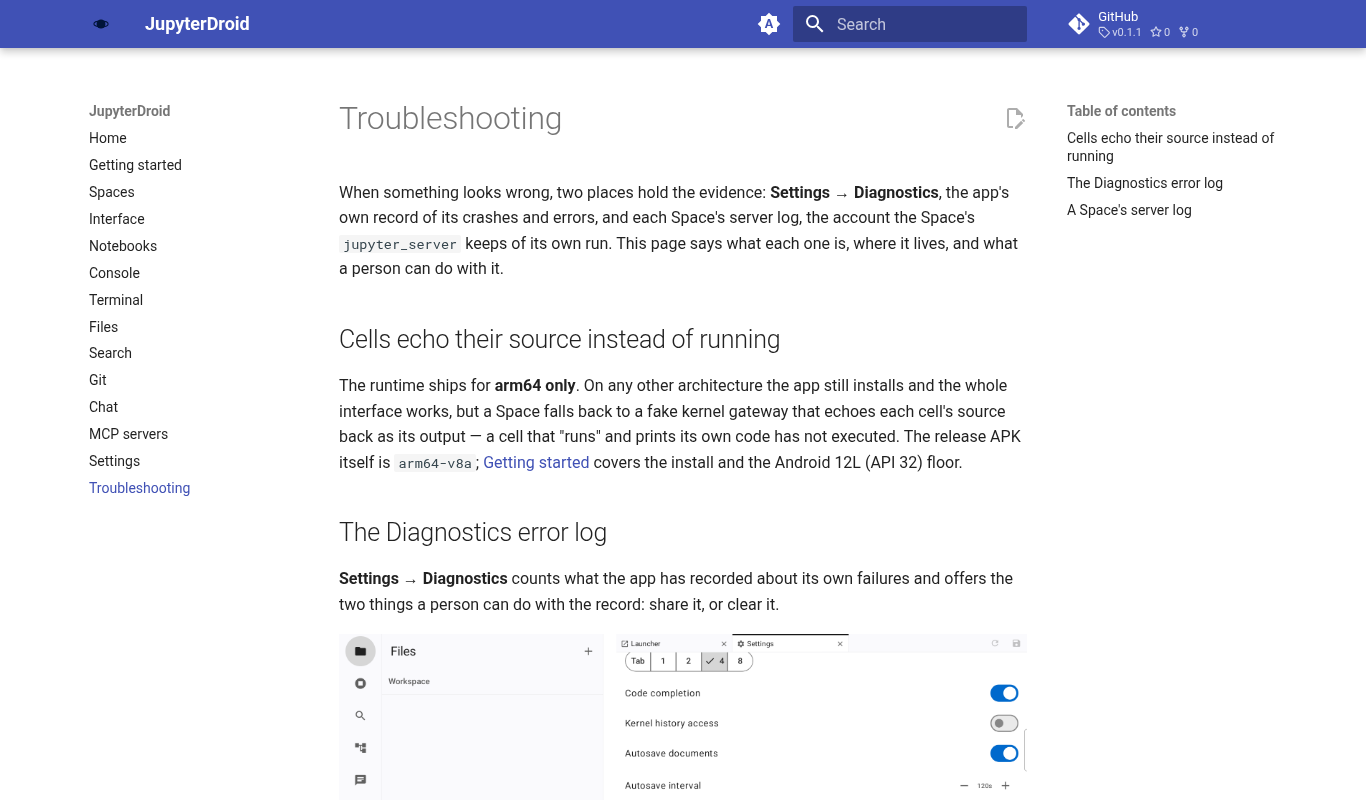 JupyterDroid
Search
GitHub
v0.1.1 0 0
JupyterDroid
Home
Getting started
Spaces
Interface
Notebooks
Console
Terminal
Files
Search
Git
Chat
MCP servers
Settings
Troubleshooting
Troubleshooting
When something looks wrong, two places hold the evidence: Settings → Diagnostics, the app's
own record of its crashes and errors, and each Space's server log, the account the Space's
jupyter_server keeps of its own run. This page says what each one is, where it lives, and what
a person can do with it.
Cells echo their source instead of running
The runtime ships for arm64 only. On any other architecture the app still installs and the whole
interface works, but a Space falls back to a fake kernel gateway that echoes each cell's source
back as its output — a cell that "runs" and prints its own code has not executed. The release APK
itself is arm64-v8a; Getting started covers the install and the Android 12L (API 32) floor.
The Diagnostics error log
Settings → Diagnostics counts what the app has recorded about its own failures and offers the
two things a person can do with the record: share it, or clear it.
Files
Workspace
Launcher
Settings
Tab 1 2 4 8
Code completion
Kernel history access
Autosave documents
Autosave interval
120s
Table of contents
Cells echo their source instead of
running
The Diagnostics error log
A Space's server log